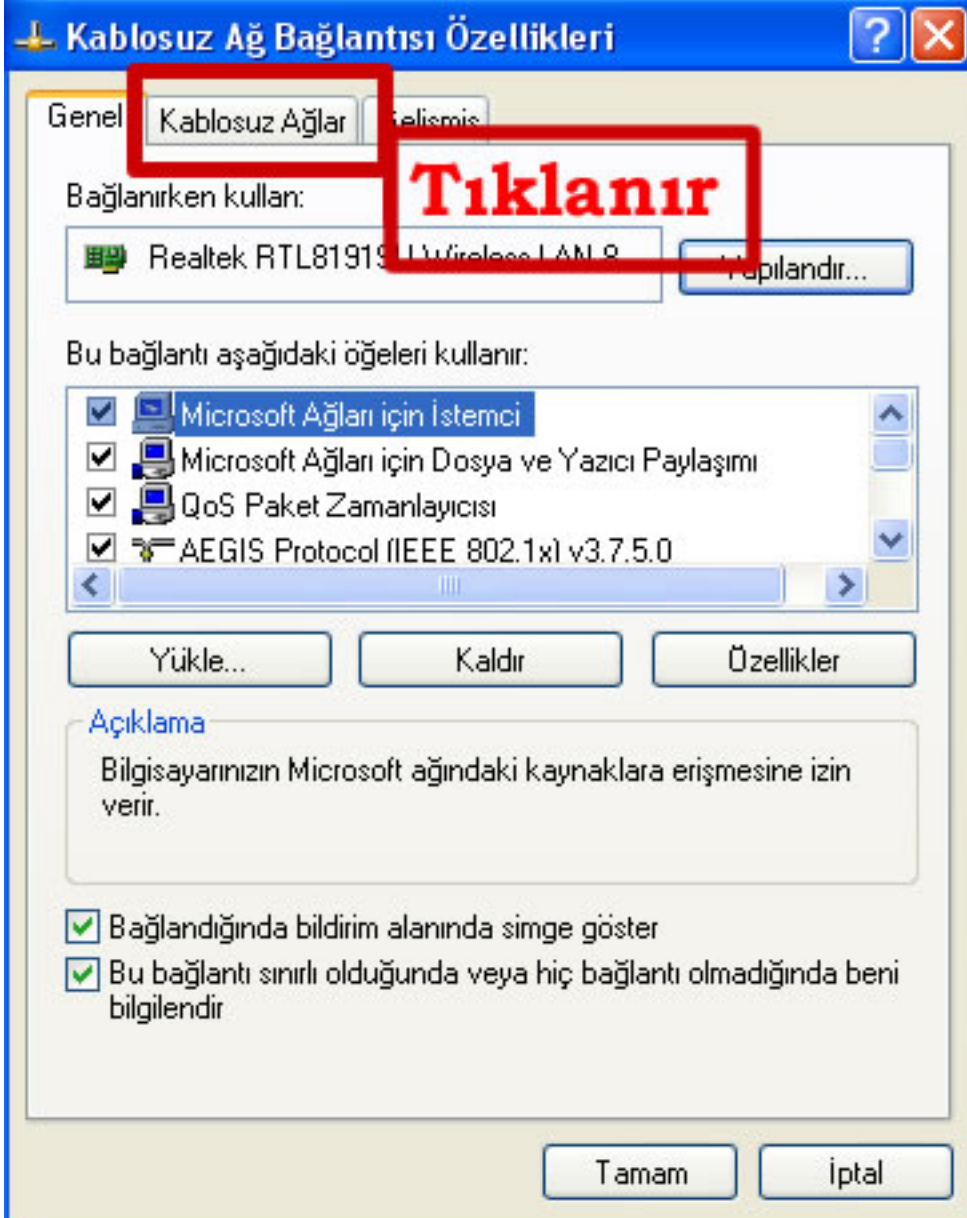 Kablosuz Ağ Bağlantısı Özellikleri
Genel Kablosuz Ağlar
Tıklanır
Bağlanırken kullan:
Realtek Wireless LAN
Yapılandır...
Bu bağlantı aşağıdaki öğeleri kullanır:
Microsoft Ağları için İstemci
Microsoft Ağları için Dosya ve Yazıcı Paylaşımı
QoS Paket Zamanlayıcısı
AEGIS Protocol (IEEE 802.1x) v3.7.5.0
Yükle... Kaldır Özellikler
Açıklama
Bilgisayarınızın Microsoft ağındaki kaynaklara erişmesine izin
verir.
Bağlandığında bildirim alanında simge göster
Bu bağlantı sınırlı olduğunda veya hiç bağlantı olmadığında beni
bilgilendir
Tamam İptal